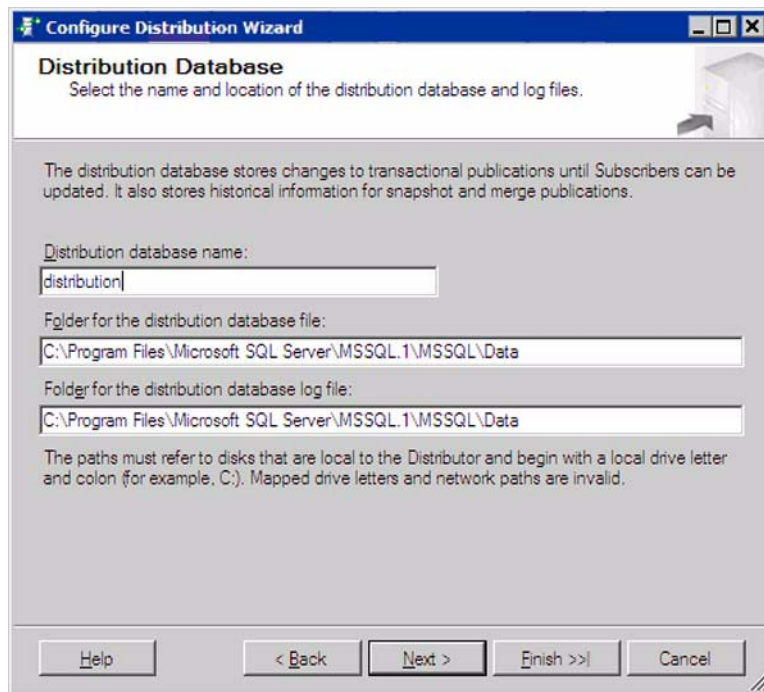 Configure Distribution Wizard
Distribution Database
Select the name and location of the distribution database and log files.
The distribution database stores changes to transactional publications until Subscribers can be
updated. It also stores historical information for snapshot and merge publications.
Distribution database name:
distribution
Folder for the distribution database file:
C:\Program Files\Microsoft SQL Server\MSSQL.1\MSSQL\Data
Folder for the distribution database log file:
C:\Program Files\Microsoft SQL Server\MSSQL.1\MSSQL\Data
The paths must refer to disks that are local to the Distributor and begin with a local drive letter
and colon (for example, C:). Mapped drive letters and network paths are invalid.
Help
< Back
Next >
Finish >>|
Cancel